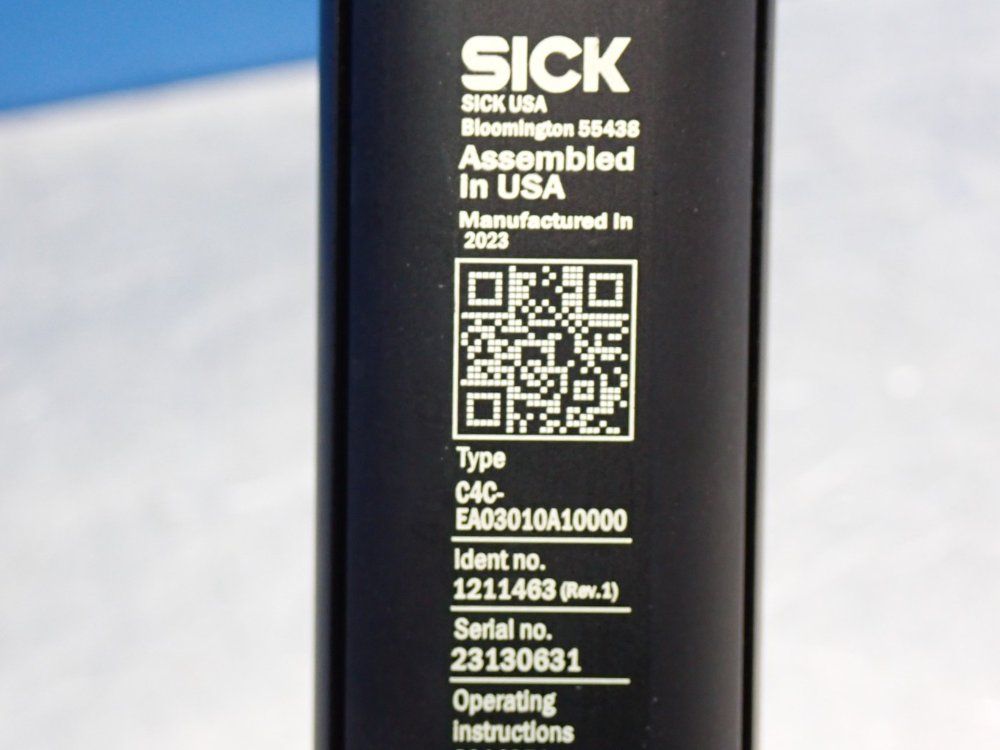 SICK
SICK USA
Bloomington 55438
Assembled
in USA
Manufactured in
2023
Type
C4C-
EA03010A10000
Ident no.
1211463 (Rev.1)
Serial no.
23130631
Operating
instructions